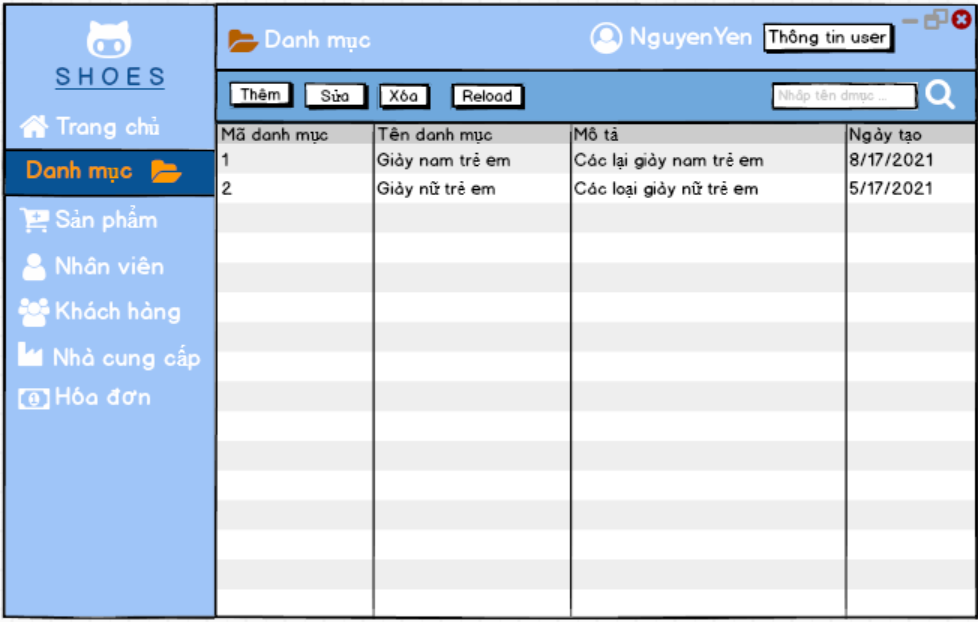 SHOES
Trang chủ
Danh mục
Sản phẩm
Nhân viên
Khách hàng
Nhà cung cấp
Hóa đơn
Danh mục
NguyenYen
Thông tin user
Thêm
Sửa
Xóa
Reload
Nhập tên dmục ...
Mã danh mục Tên danh mục Mô tả Ngày tạo
1 Giày nam trẻ em Các lại giày nam trẻ em 8/17/2021
2 Giày nữ trẻ em Các loại giày nữ trẻ em 5/17/2021